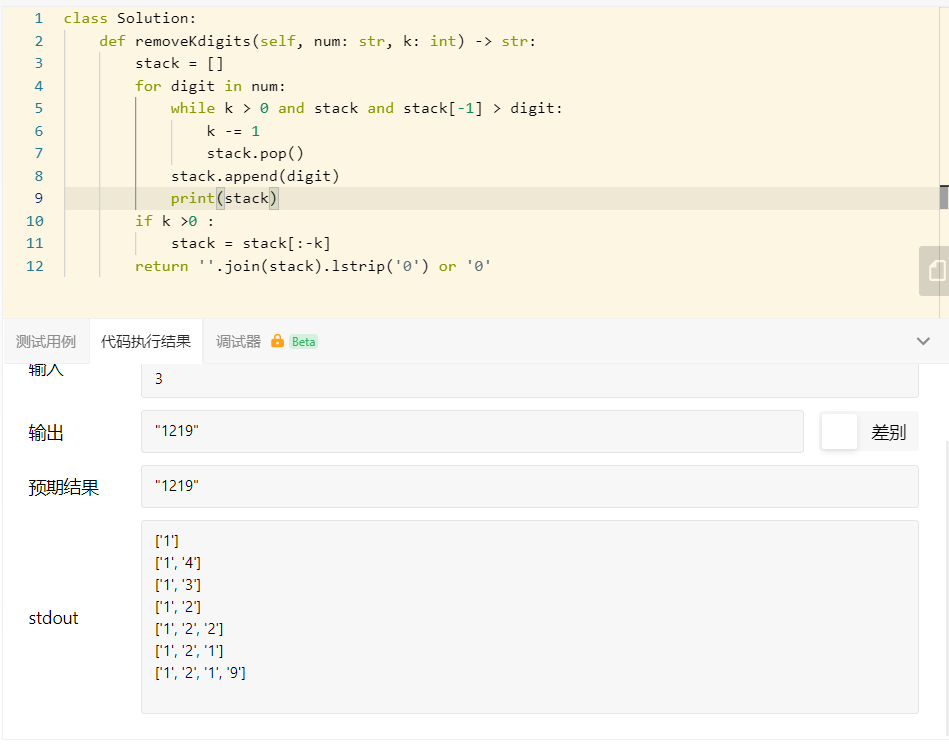 1 class Solution:
2     def removeKdigits(self, num: str, k: int) -> str:
3         stack = []
4         for digit in num:
5             while k > 0 and stack and stack[-1] > digit:
6                 k -= 1
7                 stack.pop()
8             stack.append(digit)
9             print(stack)
10         if k >0 :
11             stack = stack[:-k]
12         return ''.join(stack).lstrip('0') or '0'
测试用例 代码执行结果 调试器 Beta
输入 3
输出 "1219" 差别
预期结果 "1219"
['1']
['1', '4']
['1', '3']
['1', '2']
stdout
['1', '2', '2']
['1', '2', '1']
['1', '2', '1', '9']